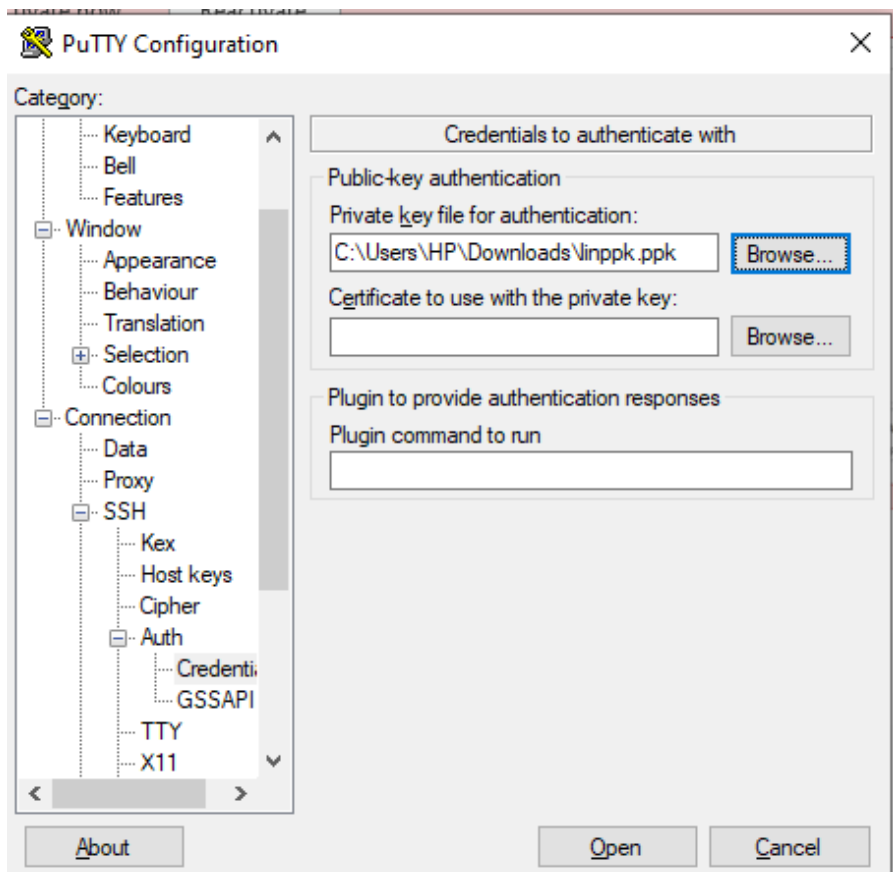 PuTTY Configuration
Category:
Keyboard
Bell
Features
Window
Appearance
Behaviour
Translation
Selection
Colours
Connection
Data
Proxy
SSH
Kex
Host keys
Cipher
Auth
Credenti
GSSAPI
TTY
X11
Credentials to authenticate with
Public-key authentication
Private key file for authentication:
C:\Users\HP\Downloads\linppk.ppk Browse...
Certificate to use with the private key:
Browse...
Plugin to provide authentication responses
Plugin command to run
About Open Cancel